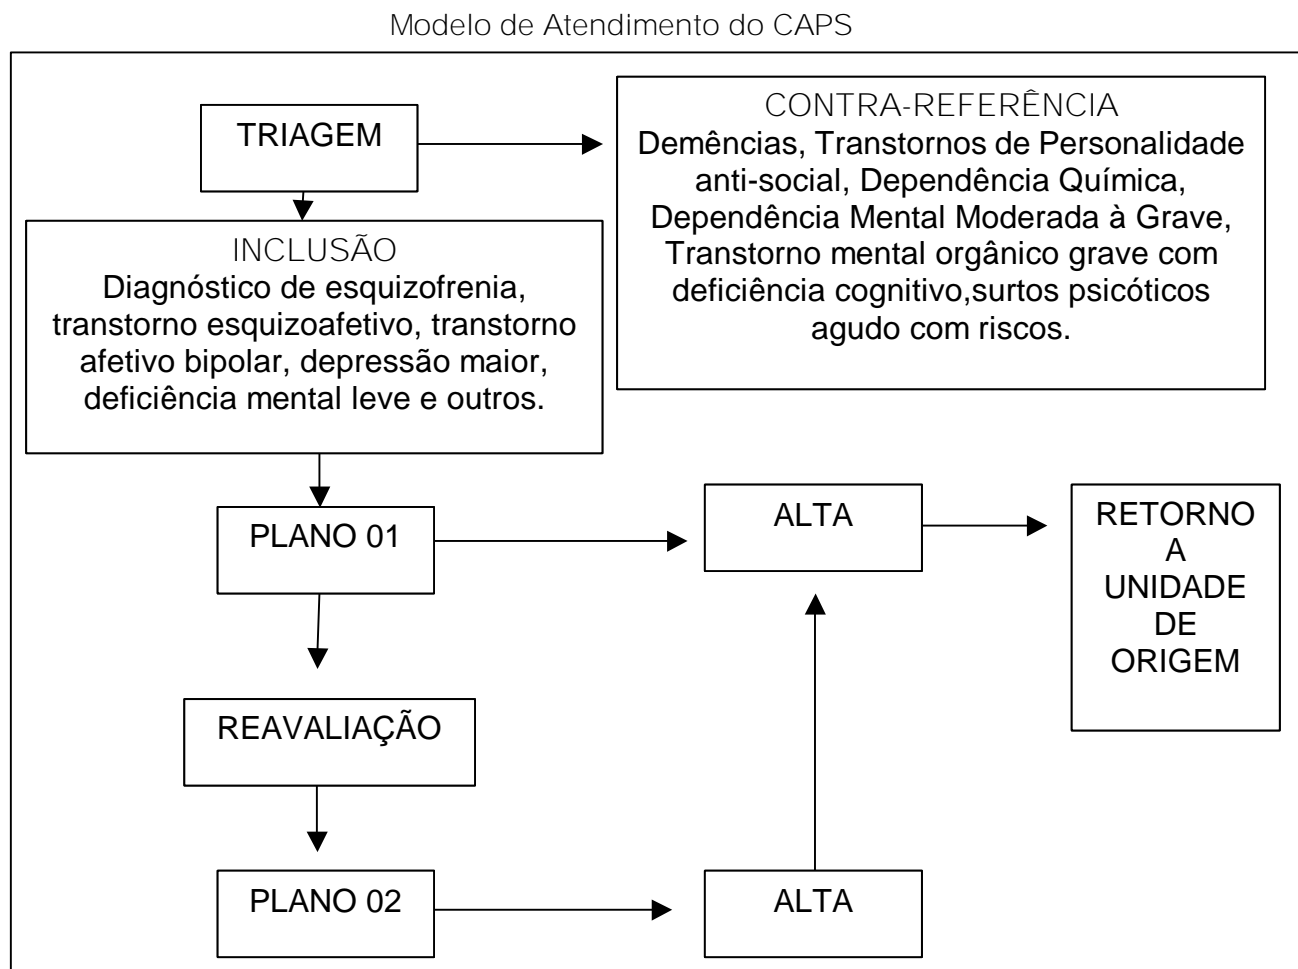 Modelo de Atendimento do CAPS
TRIAGEM
CONTRA-REFERÊNCIA
Demências, Transtornos de Personalidade
anti-social, Dependência Química,
Dependência Mental Moderada à Grave,
Transtorno mental orgânico grave com
deficiência cognitivo,surtos psicóticos
agudo com riscos.
INCLUSÃO
Diagnóstico de esquizofrenia,
transtorno esquizoafetivo, transtorno
afetivo bipolar, depressão maior,
deficiência mental leve e outros.
PLANO 01
ALTA
RETORNO
A
UNIDADE
DE
ORIGEM
REAVALIAÇÃO
PLANO 02
ALTA